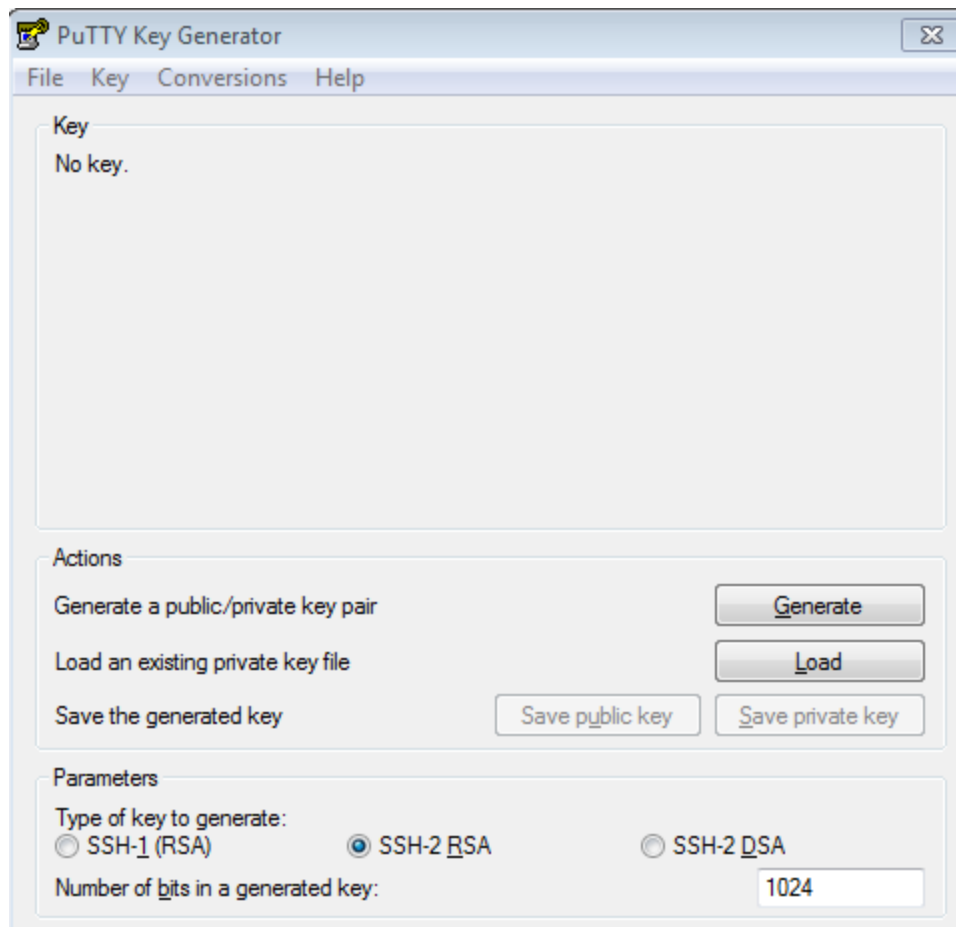 PuTTY Key Generator
File Key Conversions Help
Key
No key.
Actions
Generate a public/private key pair Generate
Load an existing private key file Load
Save the generated key Save public key Save private key
Parameters
Type of key to generate:
SSH-1 (RSA) SSH-2 RSA SSH-2 DSA
Number of bits in a generated key: 1024